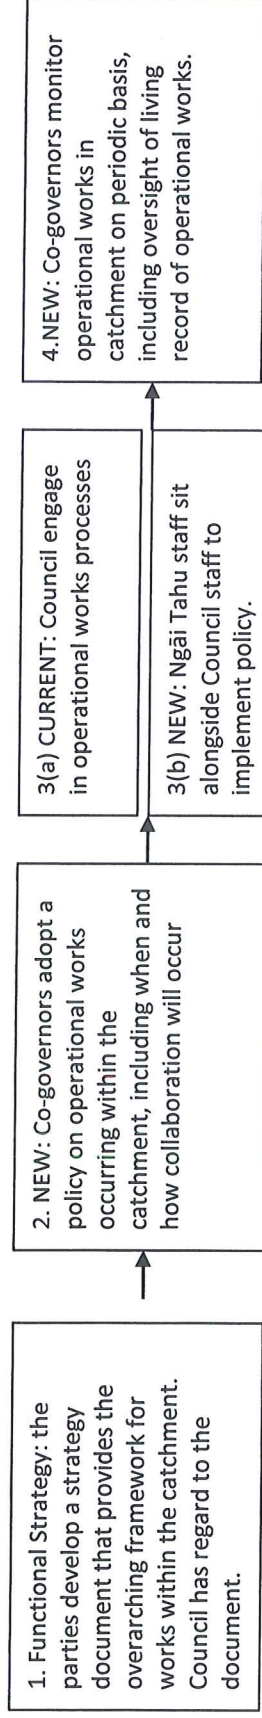 1. Functional Strategy: the
parties develop a strategy
document that provides the
overarching framework for
works within the catchment.
Council has regard to the
document.
2. NEW: Co-governors adopt a
policy on operational works
occurring within the
catchment, including when and
how collaboration will occur
3(a) CURRENT: Council engage
in operational works processes
3(b) NEW: Ngāi Tahu staff sit
alongside Council staff to
implement policy.
4.NEW: Co-governors monitor
operational works in
catchment on periodic basis,
including oversight of living
record of operational works.